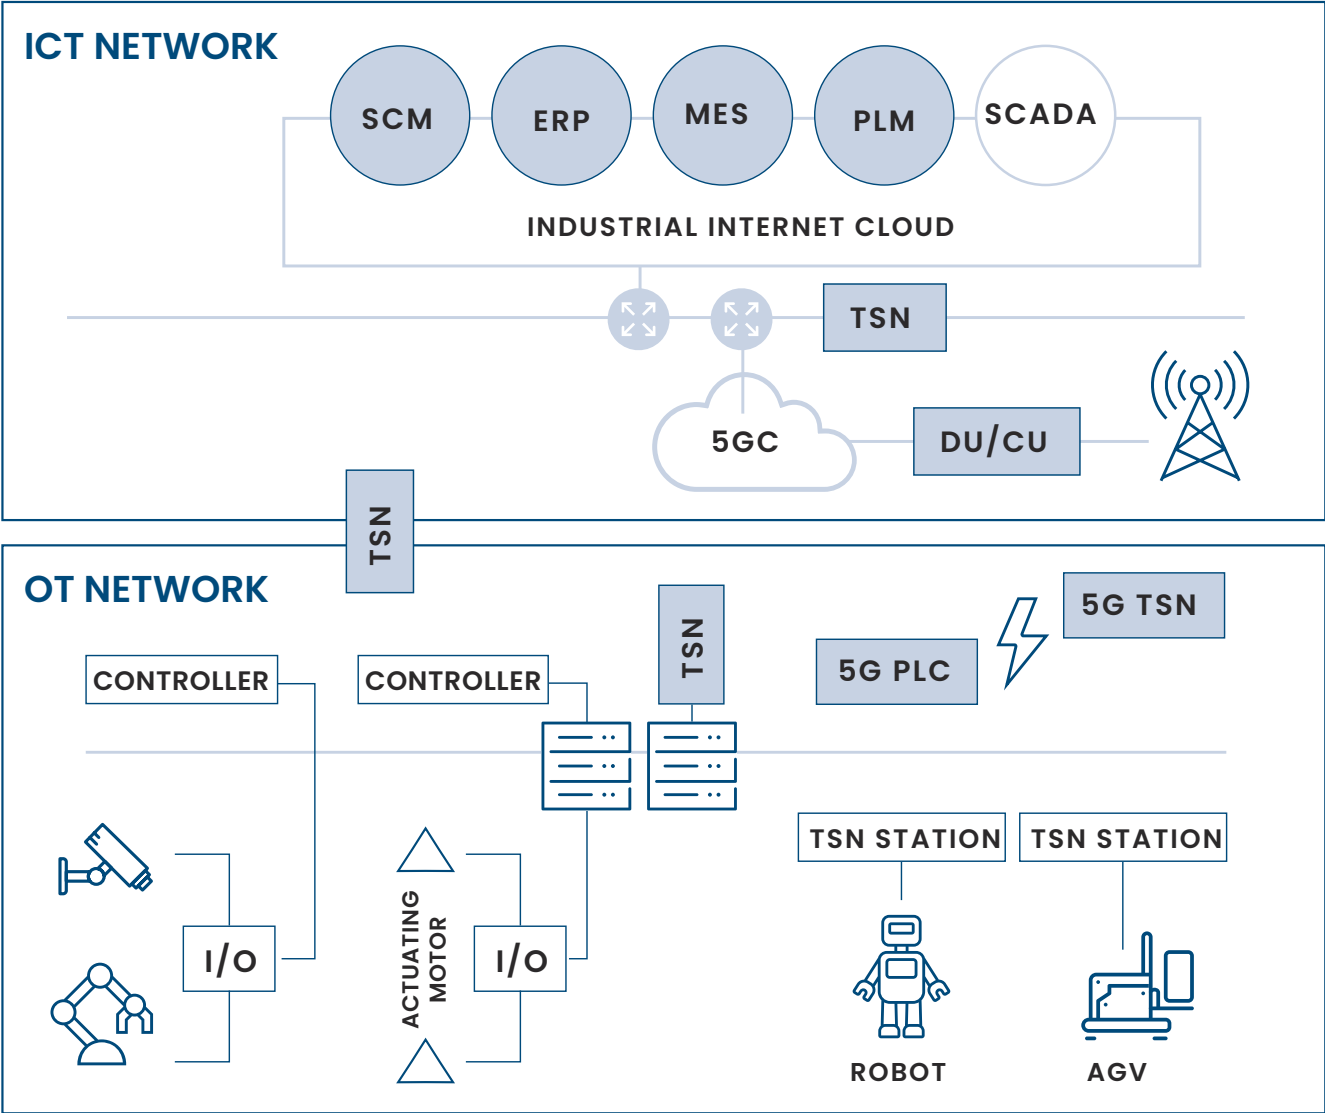 ICT NETWORK
SCM
ERP
MES
PLM
SCADA
INDUSTRIAL INTERNET CLOUD
TSN
5GC
DU/CU
TSN
OT NETWORK
5G TSN
TSN
5G PLC
CONTROLLER
CONTROLLER
TSN STATION
TSN STATION
I/O
ACTUATING
MOTOR
I/O
ROBOT
AGV